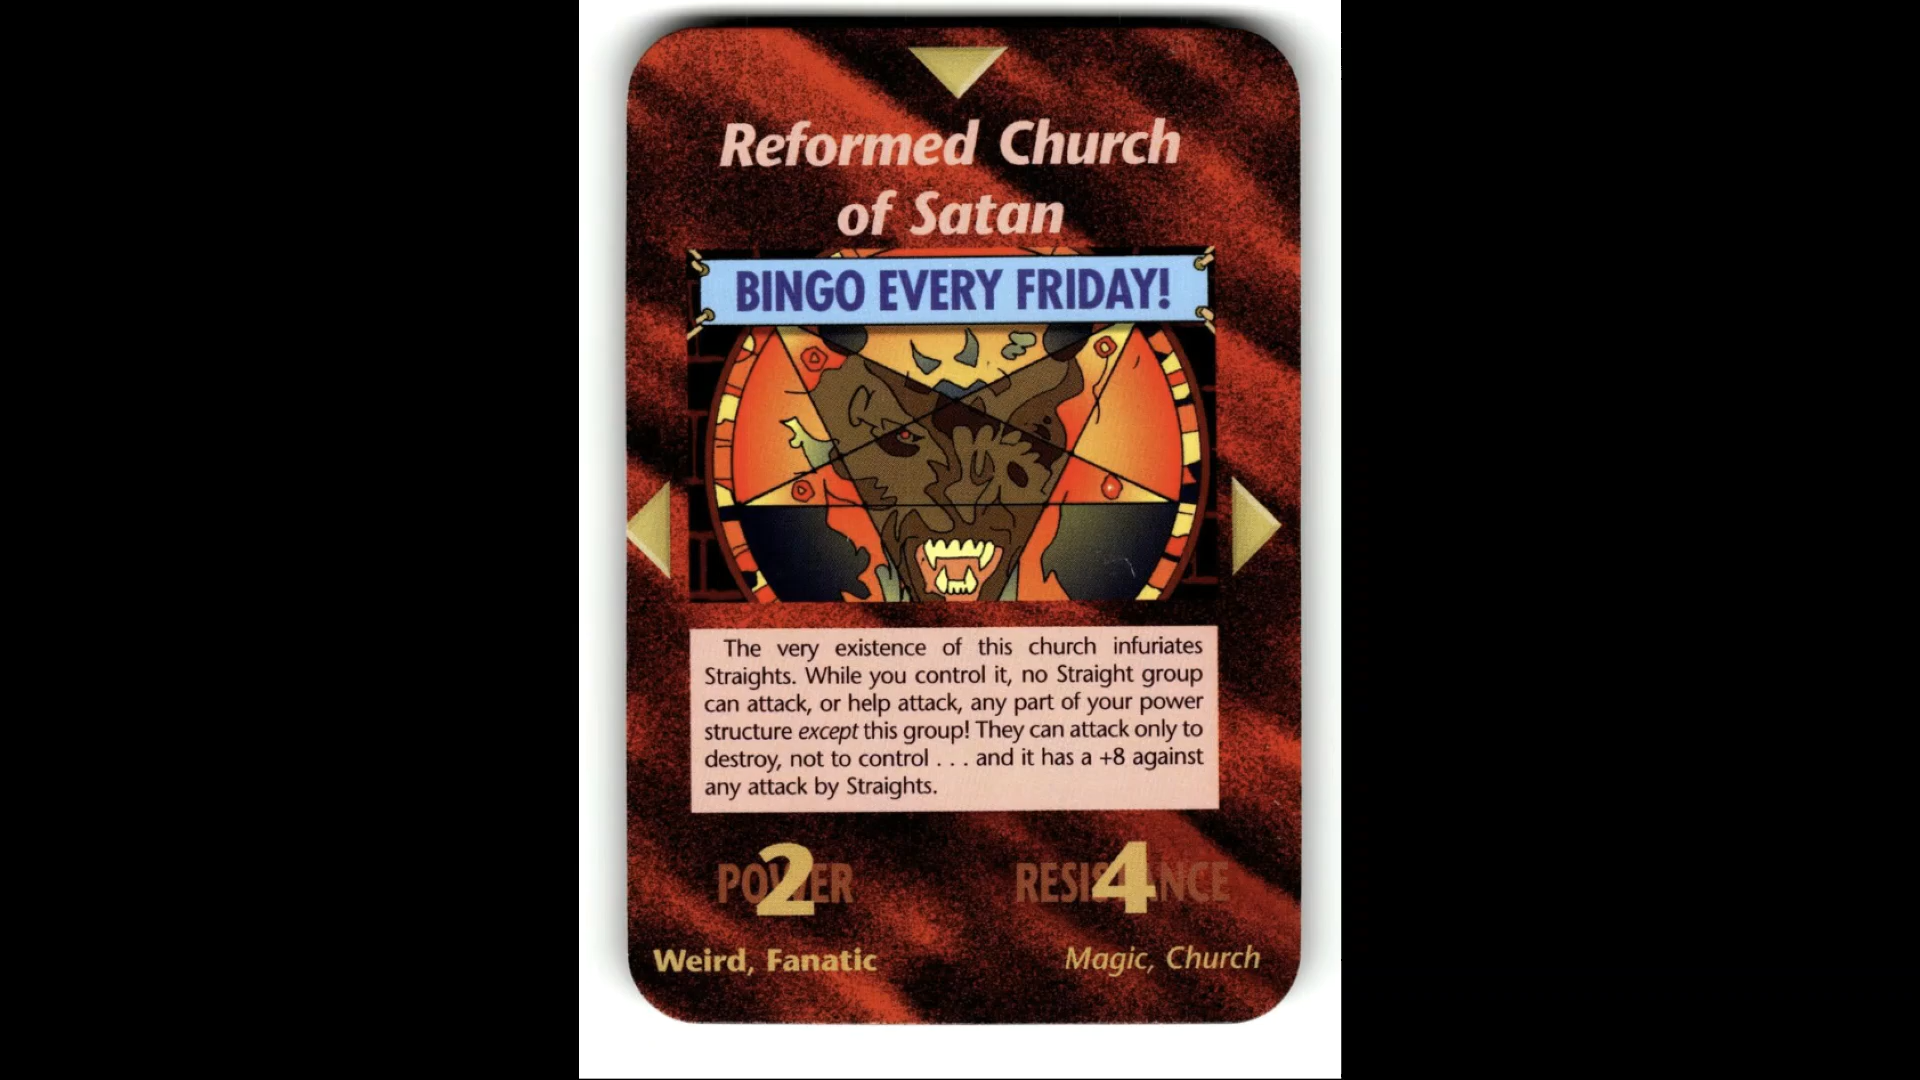 Reformed Church
of Satan
BINGO EVERY FRIDAY!
The very existence of this church infuriates
Straights. While you control it, no Straight group
can attack, or help attack, any part of your power
structure except this group! They can attack only to
destroy, not to control . . . and it has a +8 against
any attack by Straights.
POWER 2 RESISTANCE 4
Weird, Fanatic Magic, Church